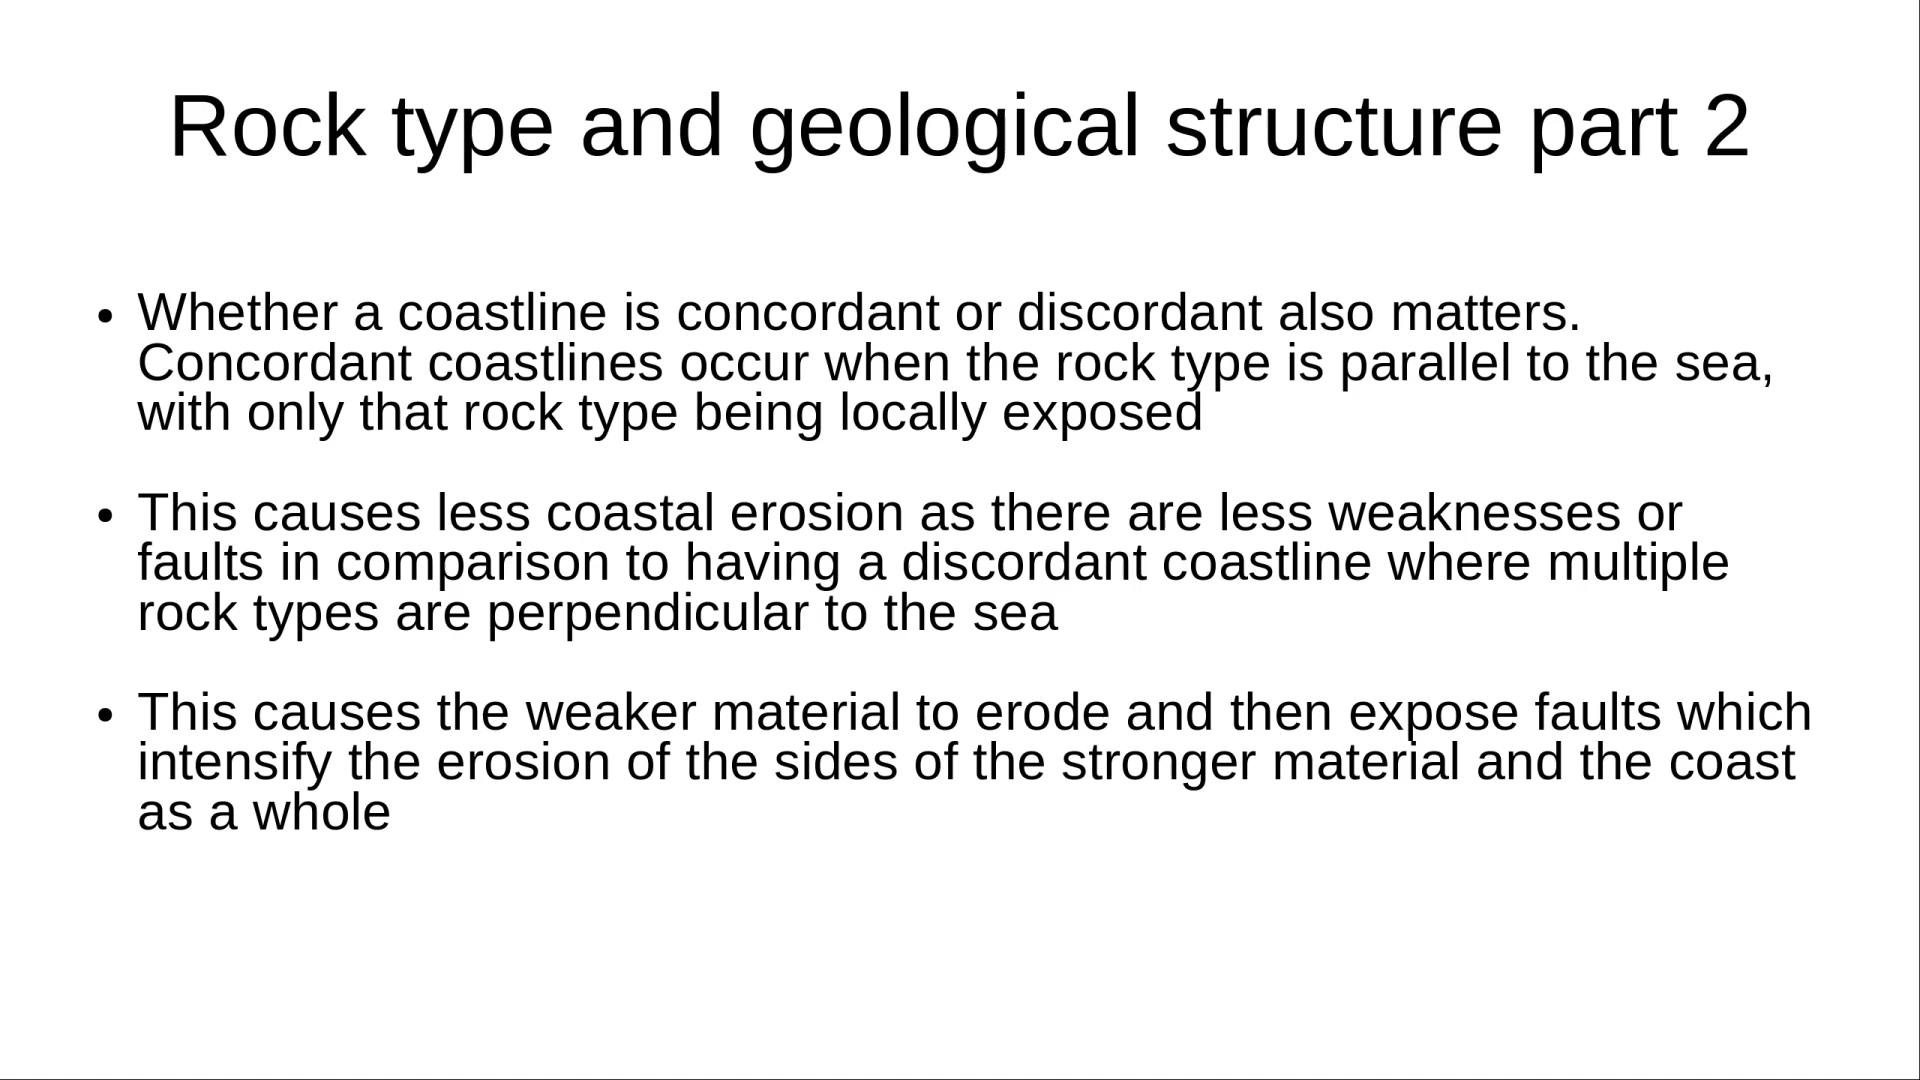 Rock type and geological structure part 2
• Whether a coastline is concordant or discordant also matters.
Concordant coastlines occur when the rock type is parallel to the sea,
with only that rock type being locally exposed
• This causes less coastal erosion as there are less weaknesses or
faults in comparison to having a discordant coastline where multiple
rock types are perpendicular to the sea
• This causes the weaker material to erode and then expose faults which
intensify the erosion of the sides of the stronger material and the coast
as a whole